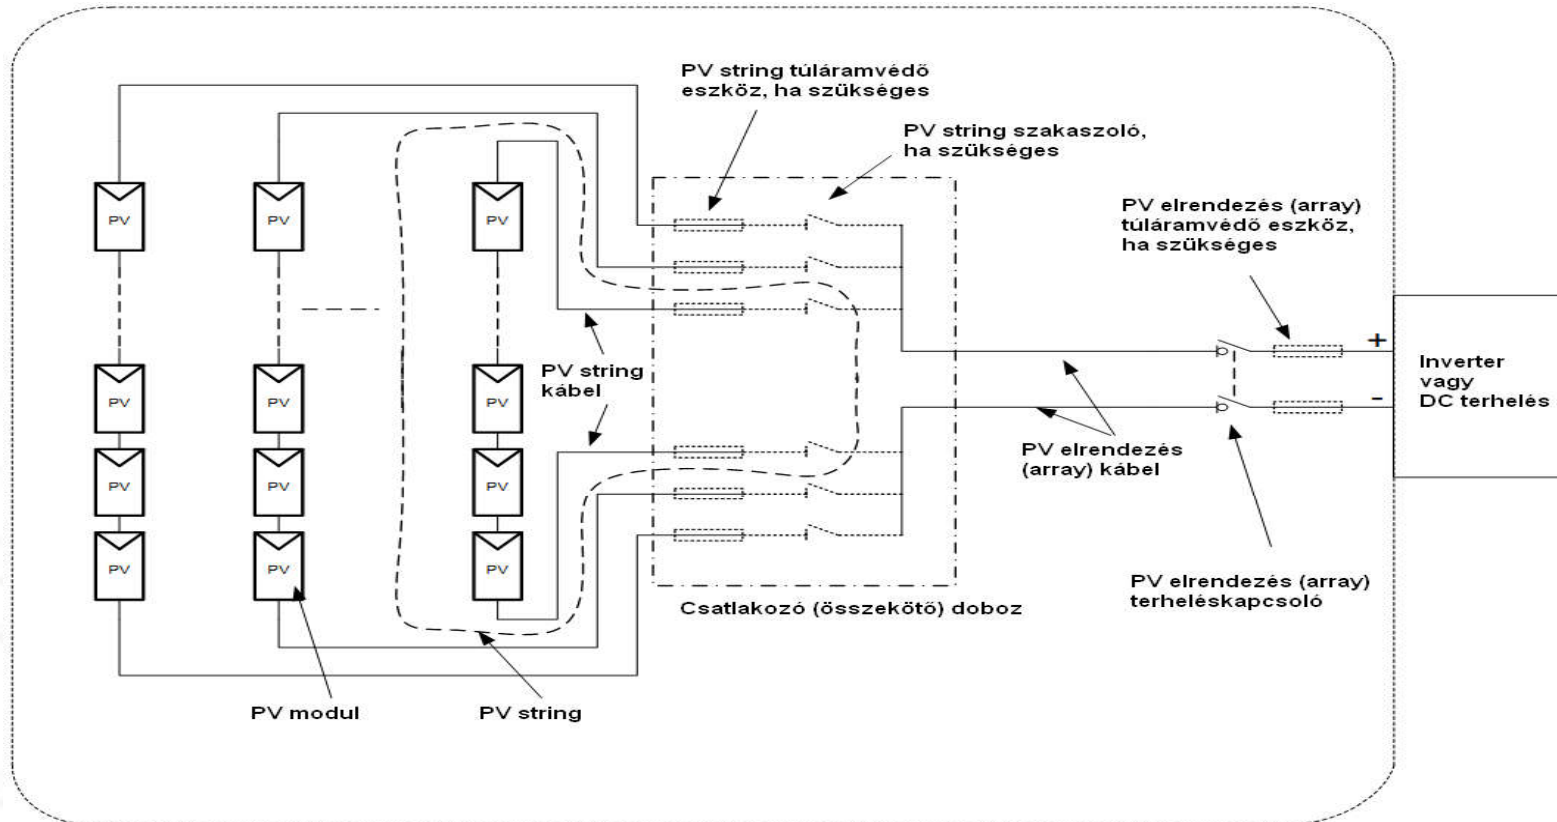 PV string túláramvédő
eszköz, ha szükséges
PV string szakaszoló,
ha szükséges
PV elrendezés (array)
túláramvédő eszköz,
ha szükséges
PV
PV
PV
+
Inverter
vagy
DC terhelés
-
PV string
kábel
PV
PV
PV
PV elrendezés
(array) kábel
PV
PV
PV
PV
PV
PV
PV elrendezés (array)
terheléskapcsoló
Csatlakozó (összekötő) doboz
PV modul
PV string